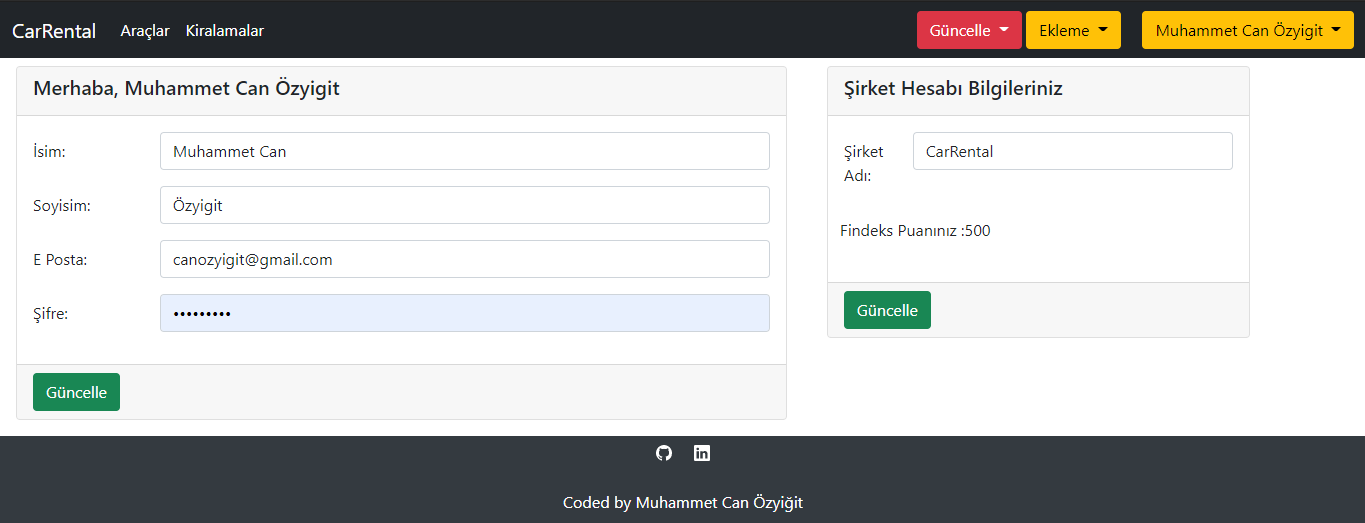 CarRental Araçlar Kiralamalar Güncelle Ekleme Muhammet Can Özyigit
Merhaba, Muhammet Can Özyigit
İsim: Muhammet Can
Soyisim: Özyigit
E Posta: canozyigit@gmail.com
Şifre: •••••••••
Güncelle
Şirket Hesabı Bilgileriniz
Şirket Adı: CarRental
Findeks Puanınız :500
Güncelle
Coded by Muhammet Can Özyiğit